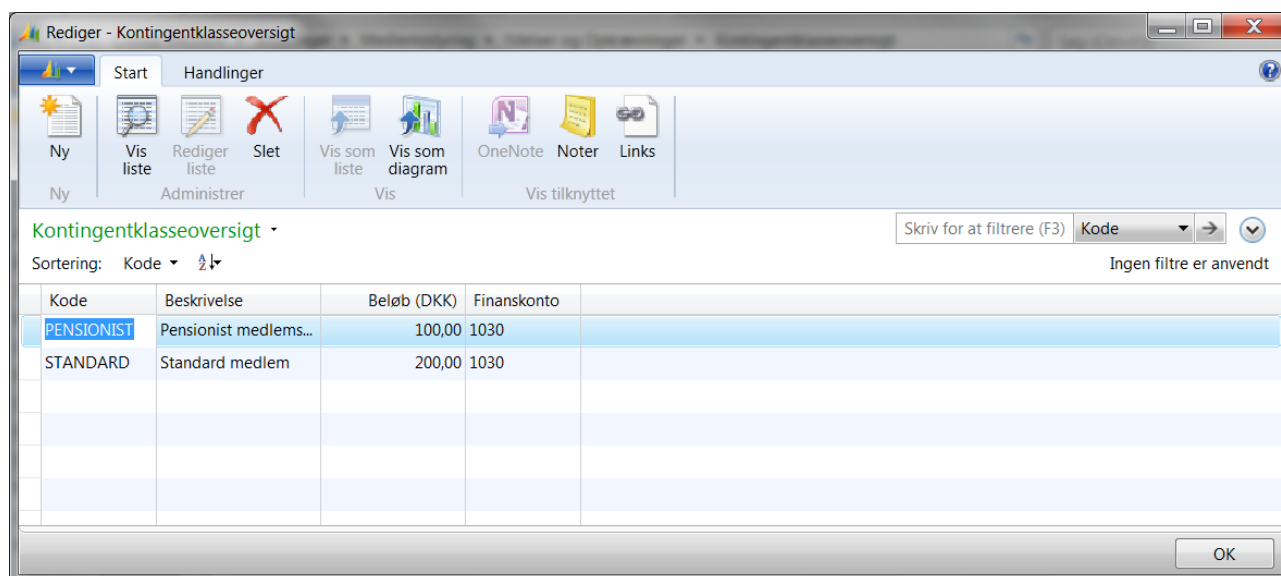 Rediger - Kontingentklasseoversigt
Start Handlinger
Ny Vis liste Rediger liste Slet Vis som liste Vis som diagram OneNote Noter Links
Ny Administrer Vis Vis tilknyttet
Kontingentklasseoversigt Skriv for at filtrere (F3) Kode
Sortering: Kode Ingen filtre er anvendt
Kode Beskrivelse Beløb (DKK) Finanskonto
PENSIONIST Pensionist medlems... 100,00 1030
STANDARD Standard medlem 200,00 1030
OK